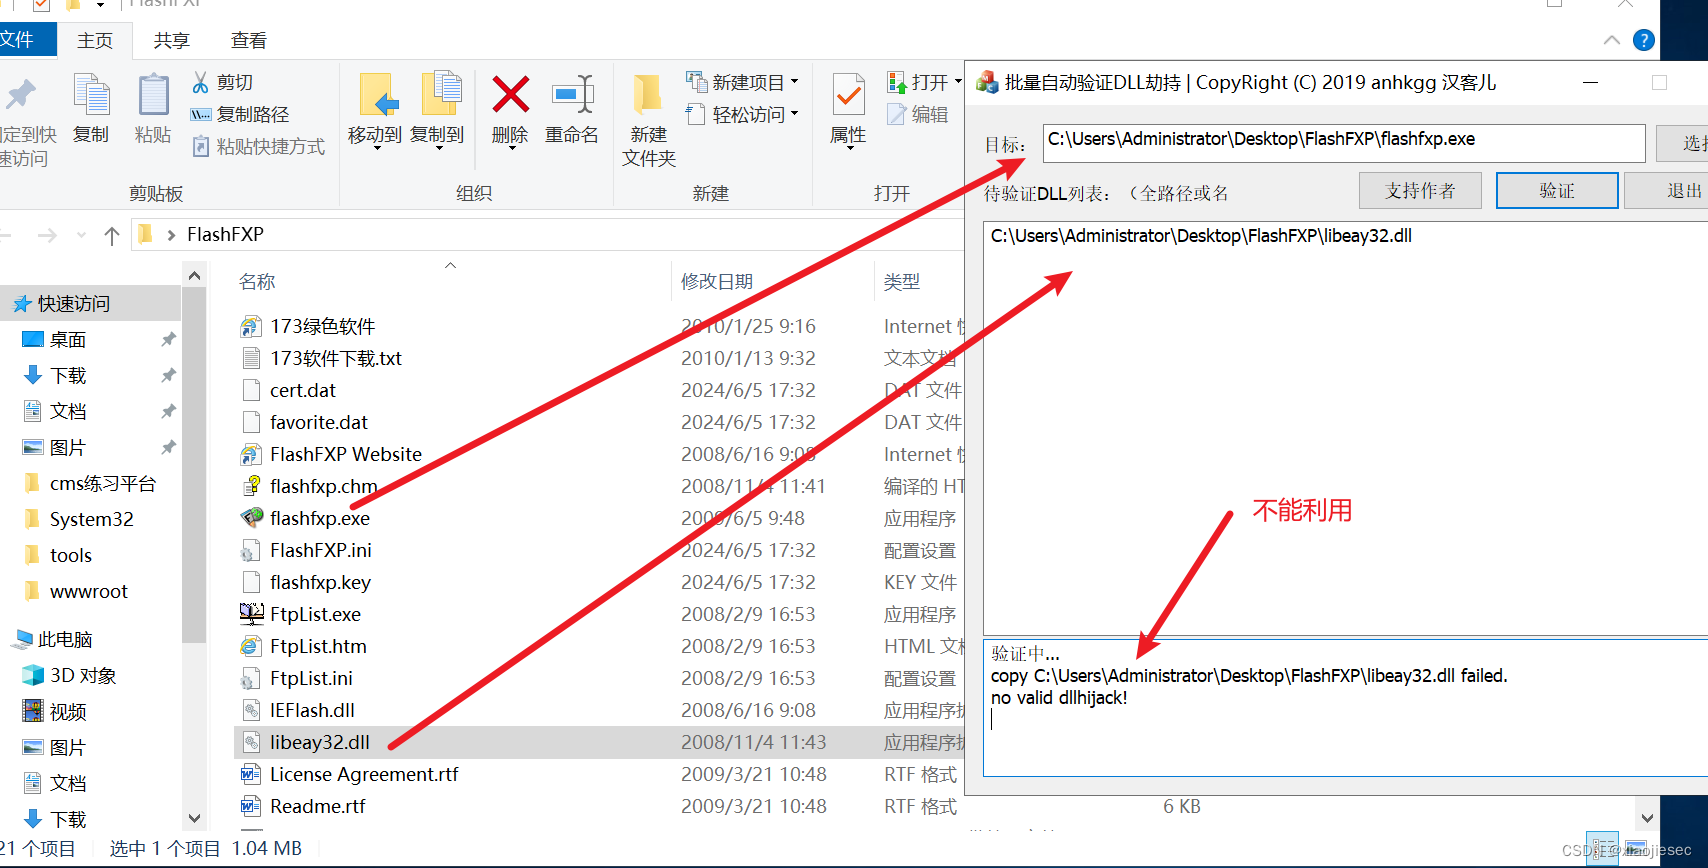 FlashFXP
文件
主页
共享
查看
剪切
复制路径
粘贴快捷方式
固定到快
速访问
复制
粘贴
移动到
复制到
删除
重命名
新建
文件夹
新建项目
轻松访问
属性
打开
编辑
剪贴板
组织
新建
打开
FlashFXP
名称
修改日期
类型
快速访问
桌面
下载
文档
图片
cms练习平台
System32
tools
wwwroot
此电脑
3D 对象
视频
图片
文档
下载
173绿色软件 2010/1/25 9:16 Internet 快
173软件下载.txt 2010/1/13 9:32 文本文档
cert.dat 2024/6/5 17:32 DAT 文件
favorite.dat 2024/6/5 17:32 DAT 文件
FlashFXP Website 2008/6/16 9:08 Internet 快
flashfxp.chm 2008/11/4 11:41 编译的 HT
flashfxp.exe 2009/6/5 9:48 应用程序
FlashFXP.ini 2024/6/5 17:32 配置设置
flashfxp.key 2024/6/5 17:32 KEY 文件
FtpList.exe 2008/2/9 16:53 应用程序
FtpList.htm 2008/2/9 16:53 HTML 文档
FtpList.ini 2008/2/9 16:53 配置设置
IEFlash.dll 2008/6/16 9:08 应用程序扩
libeay32.dll 2008/11/4 11:43 应用程序扩
License Agreement.rtf 2009/3/21 10:48 RTF 格式
Readme.rtf 2009/3/21 10:48 RTF 格式 6 KB
21 个项目 选中 1 个项目 1.04 MB
批量自动验证DLL劫持 | CopyRight (C) 2019 anhkgg 汉客儿
目标: C:\Users\Administrator\Desktop\FlashFXP\flashfxp.exe 选择
待验证DLL列表: (全路径或名
支持作者
验证
退出
C:\Users\Administrator\Desktop\FlashFXP\libeay32.dll
不能利用
验证中...
copy C:\Users\Administrator\Desktop\FlashFXP\libeay32.dll failed.
no valid dllhijack!
CSDN @xiaojiesec